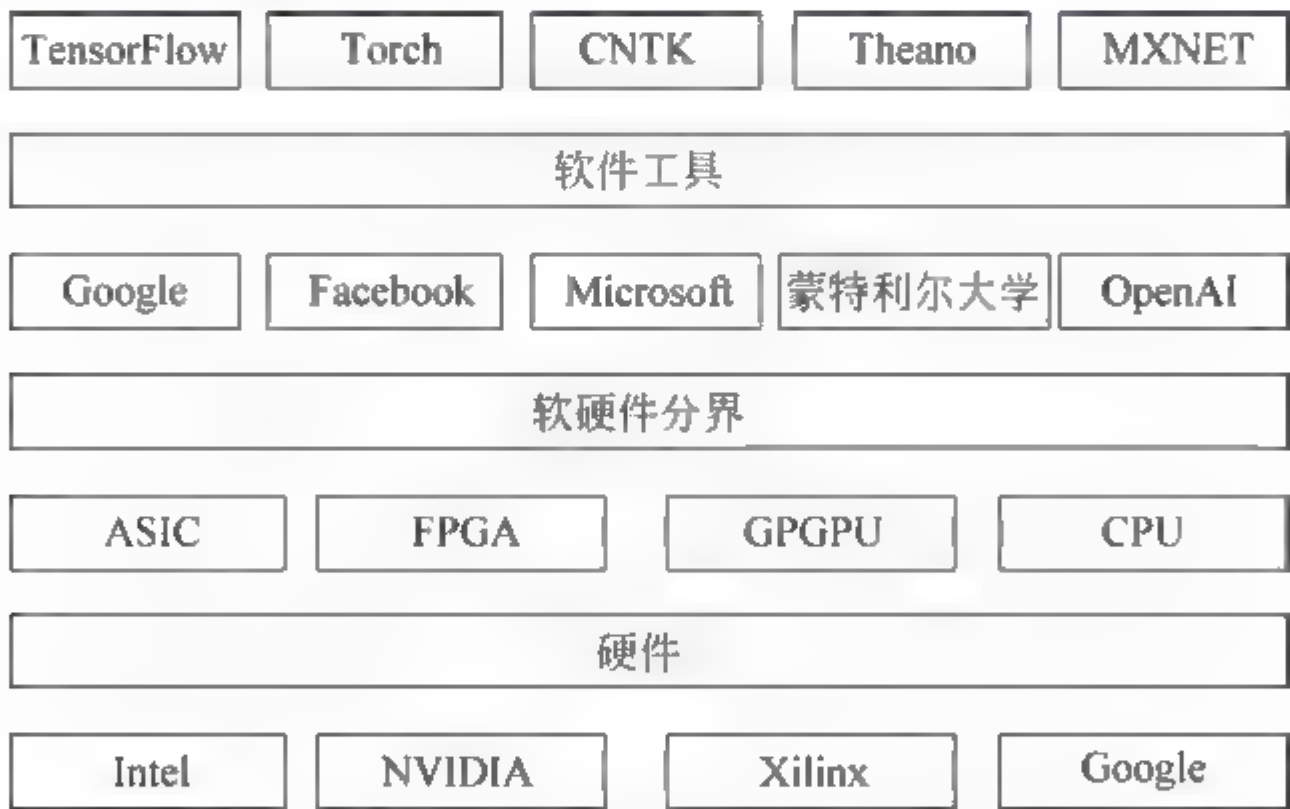 TensorFlow Torch CNTK Theano MXNET
软件工具
Google Facebook Microsoft 蒙特利尔大学 OpenAI
软硬件分界
ASIC FPGA GPGPU CPU
硬件
Intel NVIDIA Xilinx Google